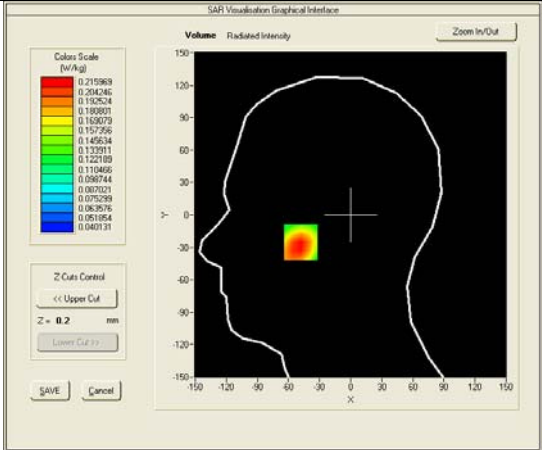 SAR Visualisation Graphical Interface
Volume Radiated Intensity
Zoom In/Out
Colors Scale
(W/kg)
0.215969
0.204246
0.192524
0.180801
0.169079
0.157356
0.145634
0.133911
0.122189
0.110466
0.098744
0.087021
0.075299
0.063576
0.051854
0.040131
Z Cuts Control
<< Upper Cut
Z = 0.2 mm
Lower Cut >>
SAVE Cancel
150
120
90
60
30
0
-30
-60
-90
-120
-150
Y
-150 -120 -90 -60 -30 0 30 60 90 120 150
X